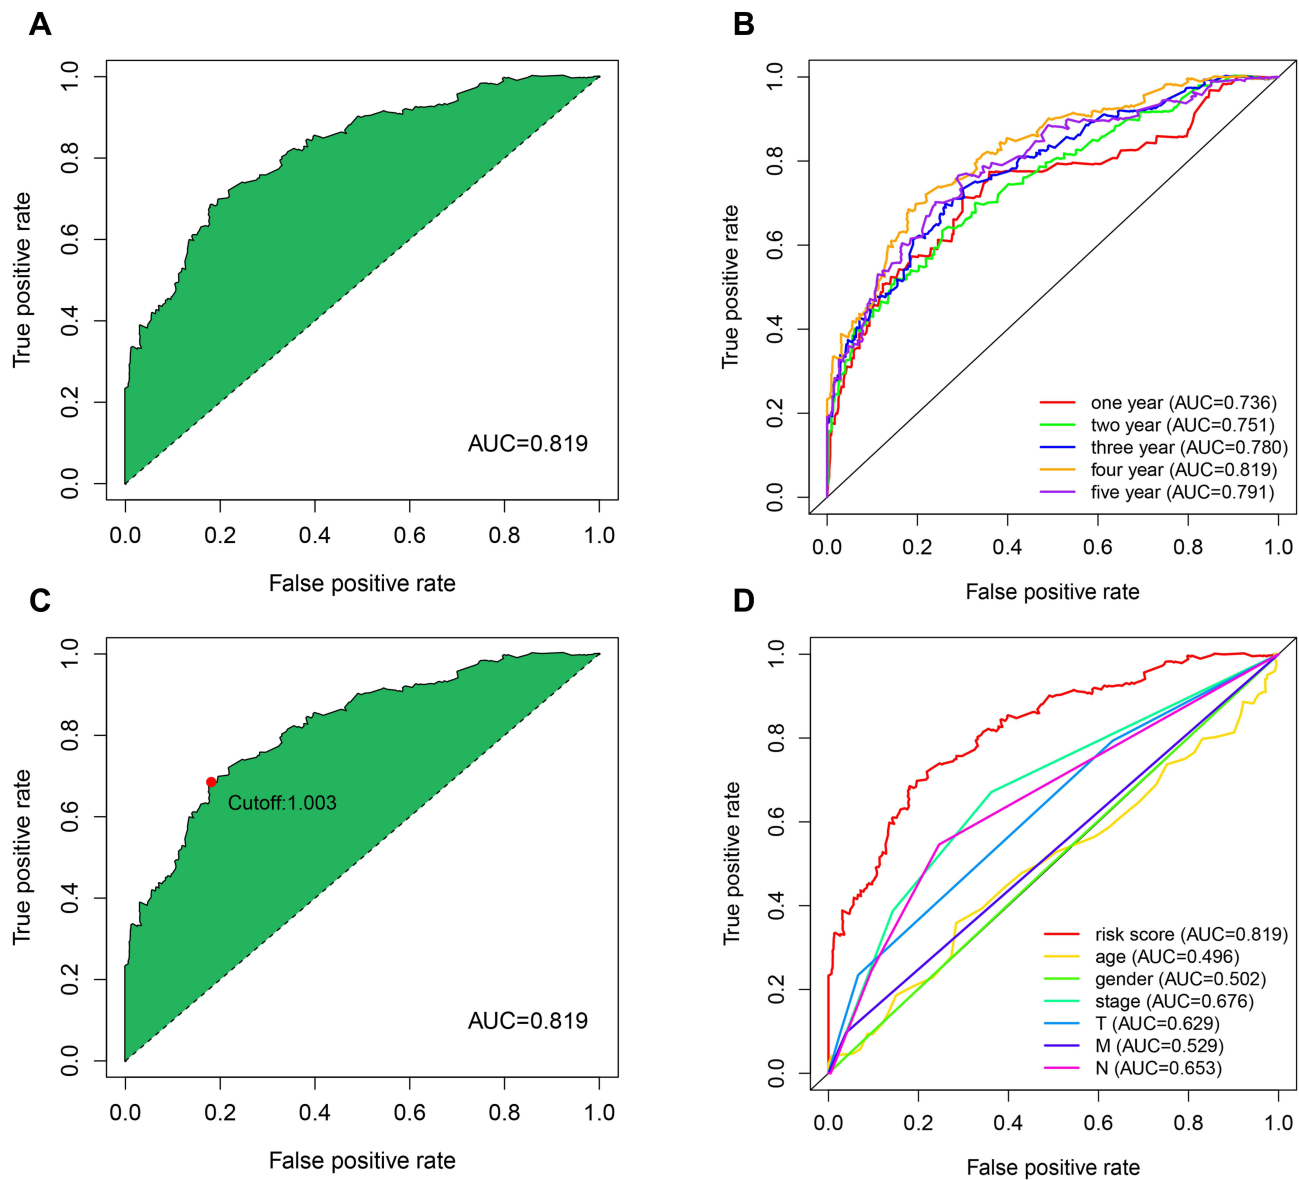 A
True positive rate
1.0
0.8
0.6
0.4
0.2
0.0
AUC=0.819
0.0 0.2 0.4 0.6 0.8 1.0
False positive rate
B
True positive rate
1.0
0.8
0.6
0.4
0.2
0.0
one year (AUC=0.736)
two year (AUC=0.751)
three year (AUC=0.780)
four year (AUC=0.819)
five year (AUC=0.791)
0.0 0.2 0.4 0.6 0.8 1.0
False positive rate
C
True positive rate
1.0
0.8
0.6
0.4
0.2
0.0
Cutoff:1.003
AUC=0.819
0.0 0.2 0.4 0.6 0.8 1.0
False positive rate
D
True positive rate
1.0
0.8
0.6
0.4
0.2
0.0
risk score (AUC=0.819)
age (AUC=0.496)
gender (AUC=0.502)
stage (AUC=0.676)
T (AUC=0.629)
M (AUC=0.529)
N (AUC=0.653)
0.0 0.2 0.4 0.6 0.8 1.0
False positive rate